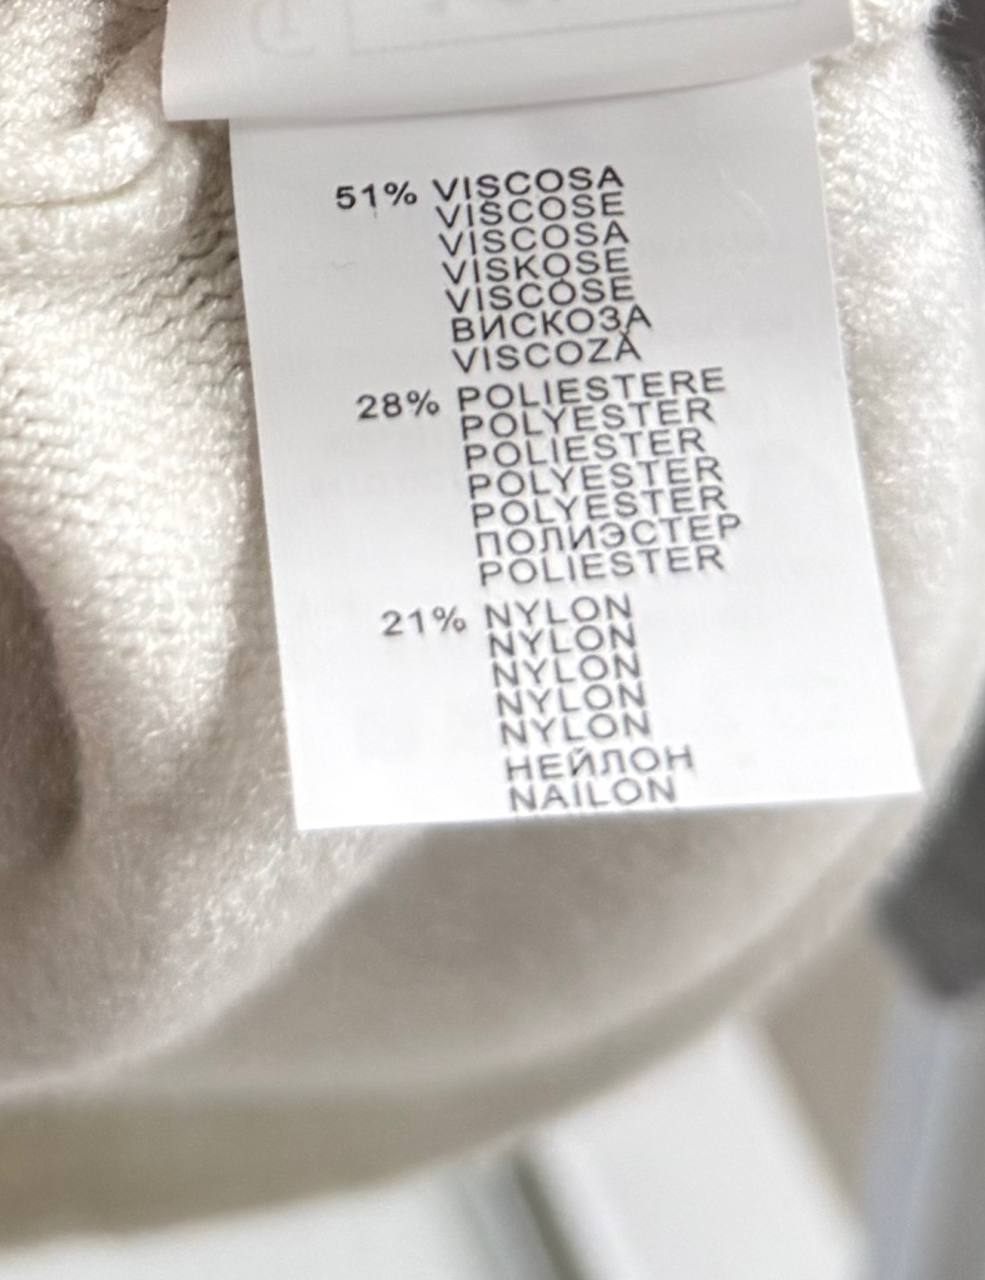 51% VISCOSA
VISCOSE
VISCOSA
VISKOSE
VISCOSE
ВИСКОЗА
VISCOZA
28% POLIESTERE
POLYESTER
POLIESTER
POLYESTER
POLYESTER
ПОЛИЭСТЕР
POLIESTER
21% NYLON
NYLON
NYLON
NYLON
NYLON
НЕЙЛОН
NAILON